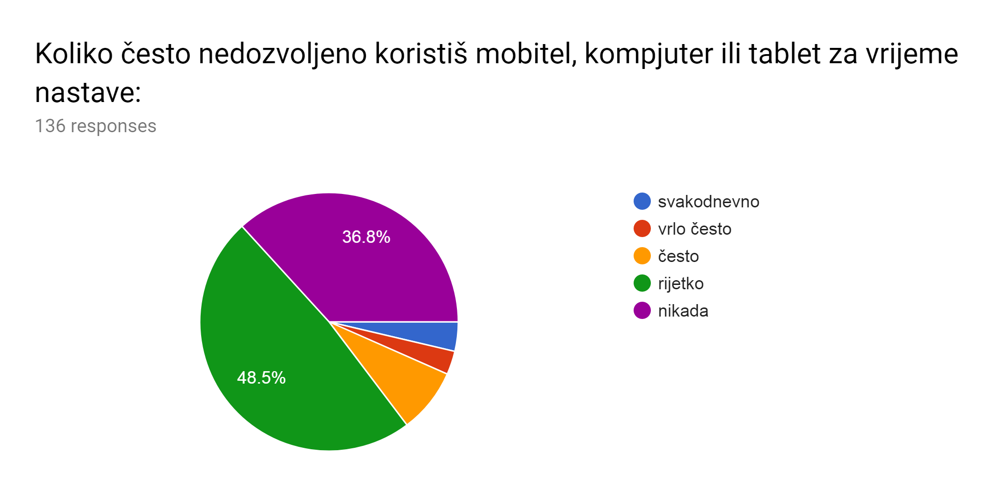 Koliko često nedozvoljeno koristiš mobitel, kompjuter ili tablet za vrijeme
nastave:
136 responses
36.8%
48.5%
svakodnevno
vrlo često
često
rijetko
nikada